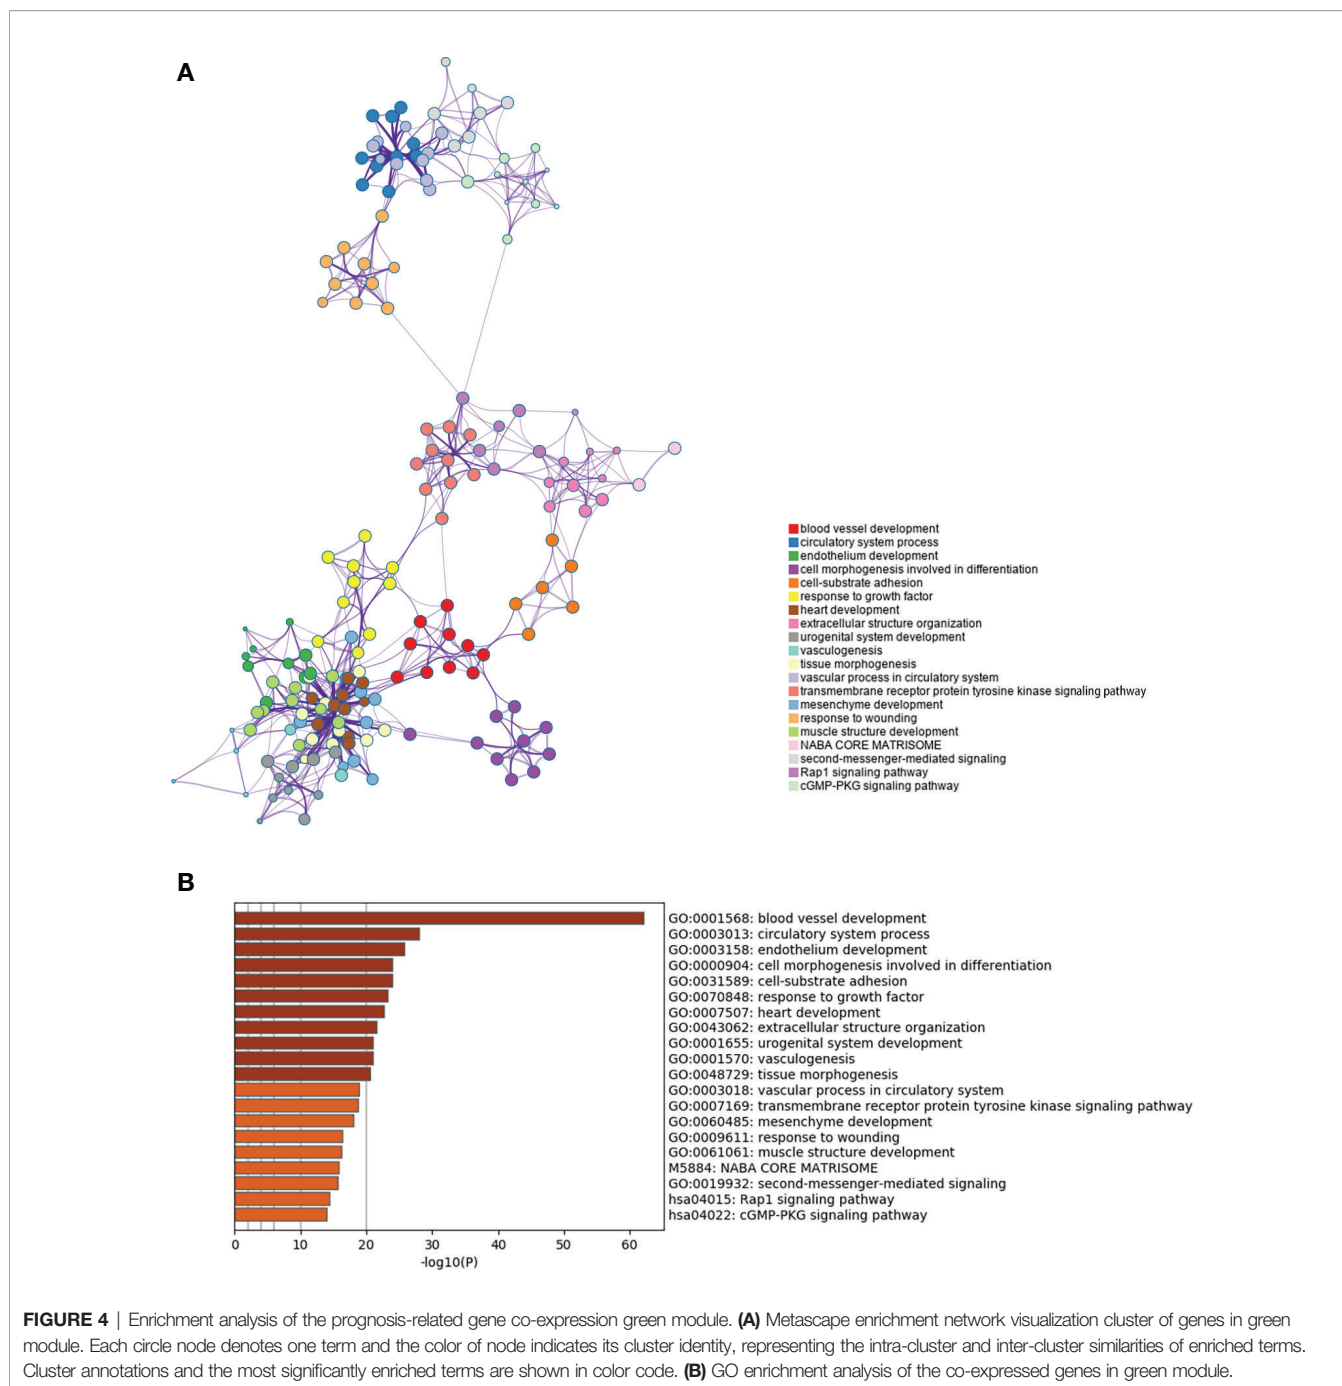 A
blood vessel development
circulatory system process
endothelium development
cell morphogenesis involved in differentiation
cell-substrate adhesion
response to growth factor
heart development
extracellular structure organization
urogenital system development
vasculogenesis
tissue morphogenesis
vascular process in circulatory system
transmembrane receptor protein tyrosine kinase signaling pathway
mesenchyme development
response to wounding
muscle structure development
NABA CORE MATRISOME
second-messenger-mediated signaling
Rap1 signaling pathway
cGMP-PKG signaling pathway
B
GO:0001568: blood vessel development
GO:0003013: circulatory system process
GO:0003158: endothelium development
GO:0000904: cell morphogenesis involved in differentiation
GO:0031589: cell-substrate adhesion
GO:0070848: response to growth factor
GO:0007507: heart development
GO:0043062: extracellular structure organization
GO:0001655: urogenital system development
GO:0001570: vasculogenesis
GO:0048729: tissue morphogenesis
GO:0003018: vascular process in circulatory system
GO:0007169: transmembrane receptor protein tyrosine kinase signaling pathway
GO:0060485: mesenchyme development
GO:0009611: response to wounding
GO:0061061: muscle structure development
M5884: NABA CORE MATRISOME
GO:0019932: second-messenger-mediated signaling
hsa04015: Rap1 signaling pathway
hsa04022: cGMP-PKG signaling pathway
0 10 20 30 40 50 60
-log10(P)
FIGURE 4 | Enrichment analysis of the prognosis-related gene co-expression green module. (A) Metascape enrichment network visualization cluster of genes in green
module. Each circle node denotes one term and the color of node indicates its cluster identity, representing the intra-cluster and inter-cluster similarities of enriched terms.
Cluster annotations and the most significantly enriched terms are shown in color code. (B) GO enrichment analysis of the co-expressed genes in green module.